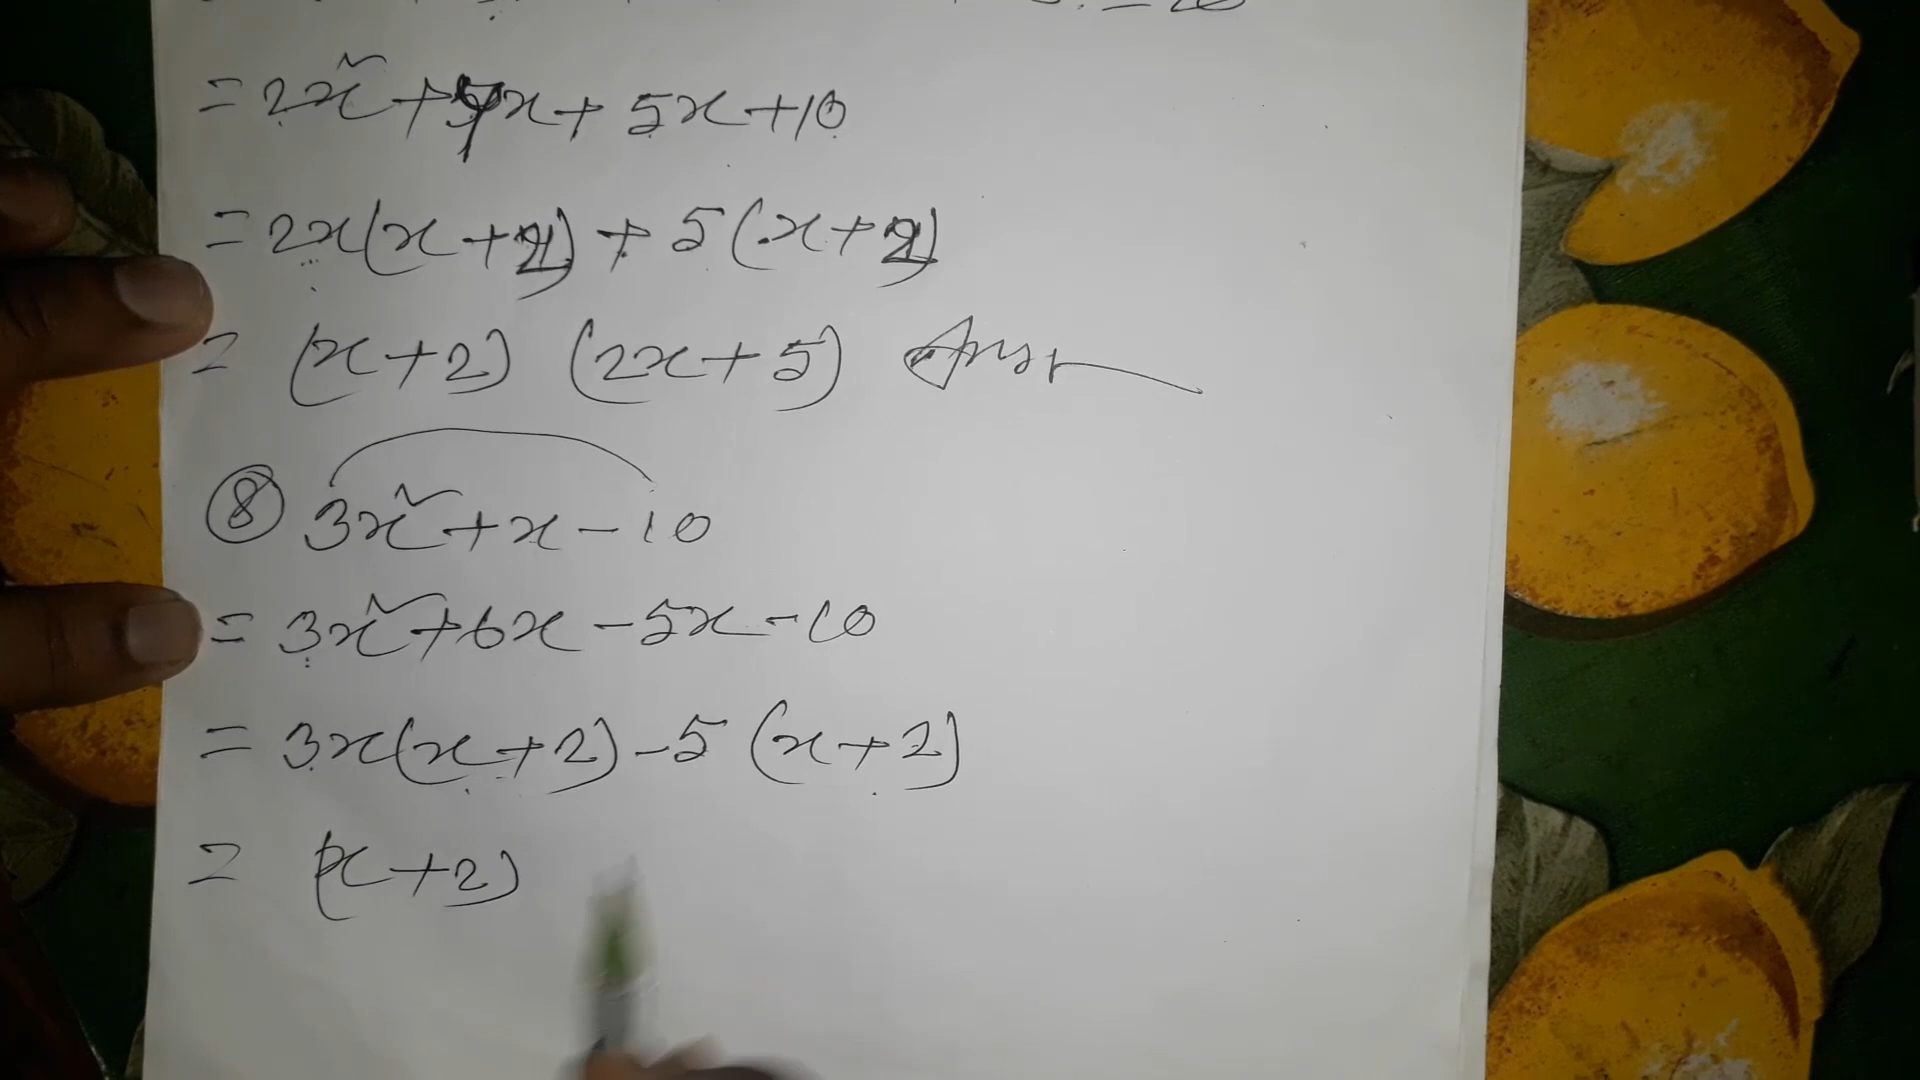 = 2x² + 4x + 5x + 10
= 2x(x+2) + 5(x+2)
= (x+2) (2x+5) Ansr
⑧ 3x² + x - 10
= 3x² + 6x - 5x - 10
= 3x(x+2) - 5(x+2)
= (x+2)